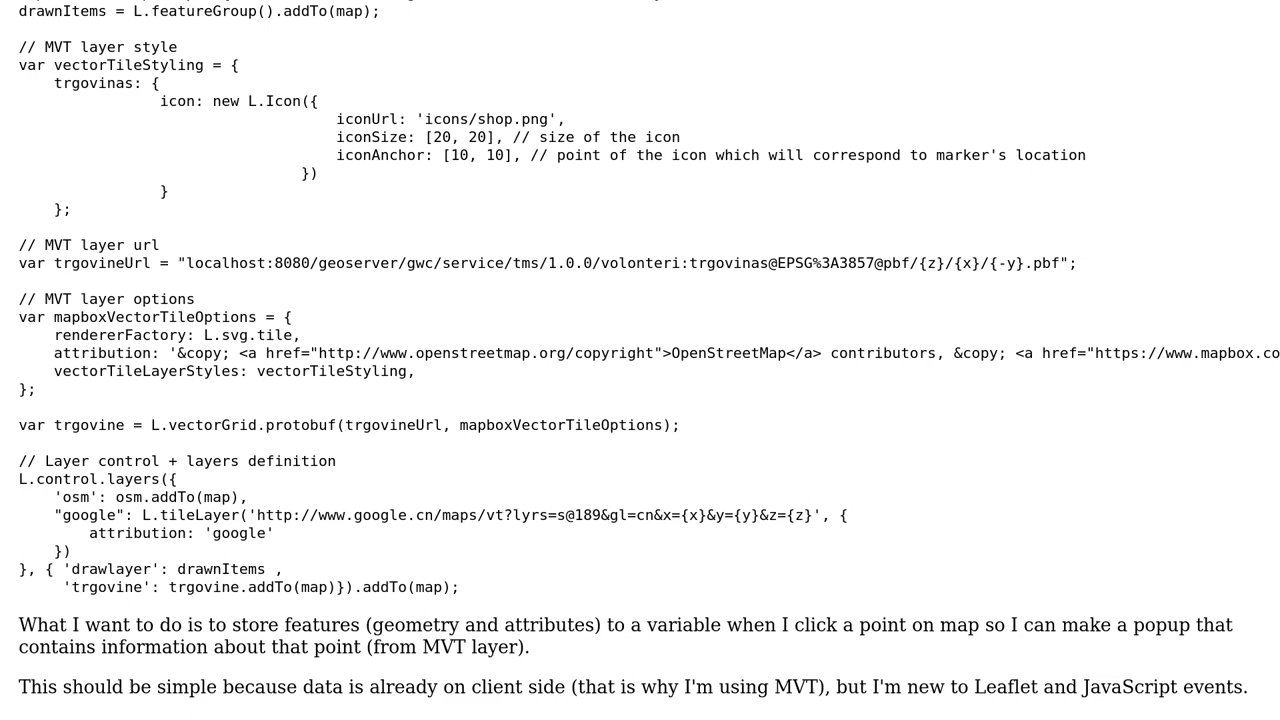 drawnItems = L.featureGroup().addTo(map);
// MVT layer style
var vectorTileStyling = {
trgovinas: {
icon: new L.Icon({
iconUrl: 'icons/shop.png',
iconSize: [20, 20], // size of the icon
iconAnchor: [10, 10], // point of the icon which will correspond to marker's location
})
}
};
// MVT layer url
var trgovineUrl = "localhost:8080/geoserver/gwc/service/tms/1.0.0/volonteri:trgovinas@EPSG%3A3857@pbf/{z}/{x}/{-y}.pbf";
// MVT layer options
var mapboxVectorTileOptions = {
rendererFactory: L.svg.tile,
attribution: '&copy; <a href="http://www.openstreetmap.org/copyright">OpenStreetMap</a> contributors, &copy; <a href="https://www.mapbox.co
vectorTileLayerStyles: vectorTileStyling,
};
var trgovine = L.vectorGrid.protobuf(trgovineUrl, mapboxVectorTileOptions);
// Layer control + layers definition
L.control.layers({
'osm': osm.addTo(map),
"google": L.tileLayer('http://www.google.cn/maps/vt?lyrs=s@189&gl=cn&x={x}&y={y}&z={z}', {
attribution: 'google'
})
}, { 'drawlayer': drawnItems ,
'trgovine': trgovine.addTo(map)}).addTo(map);
What I want to do is to store features (geometry and attributes) to a variable when I click a point on map so I can make a popup that
contains information about that point (from MVT layer).
This should be simple because data is already on client side (that is why I'm using MVT), but I'm new to Leaflet and JavaScript events.